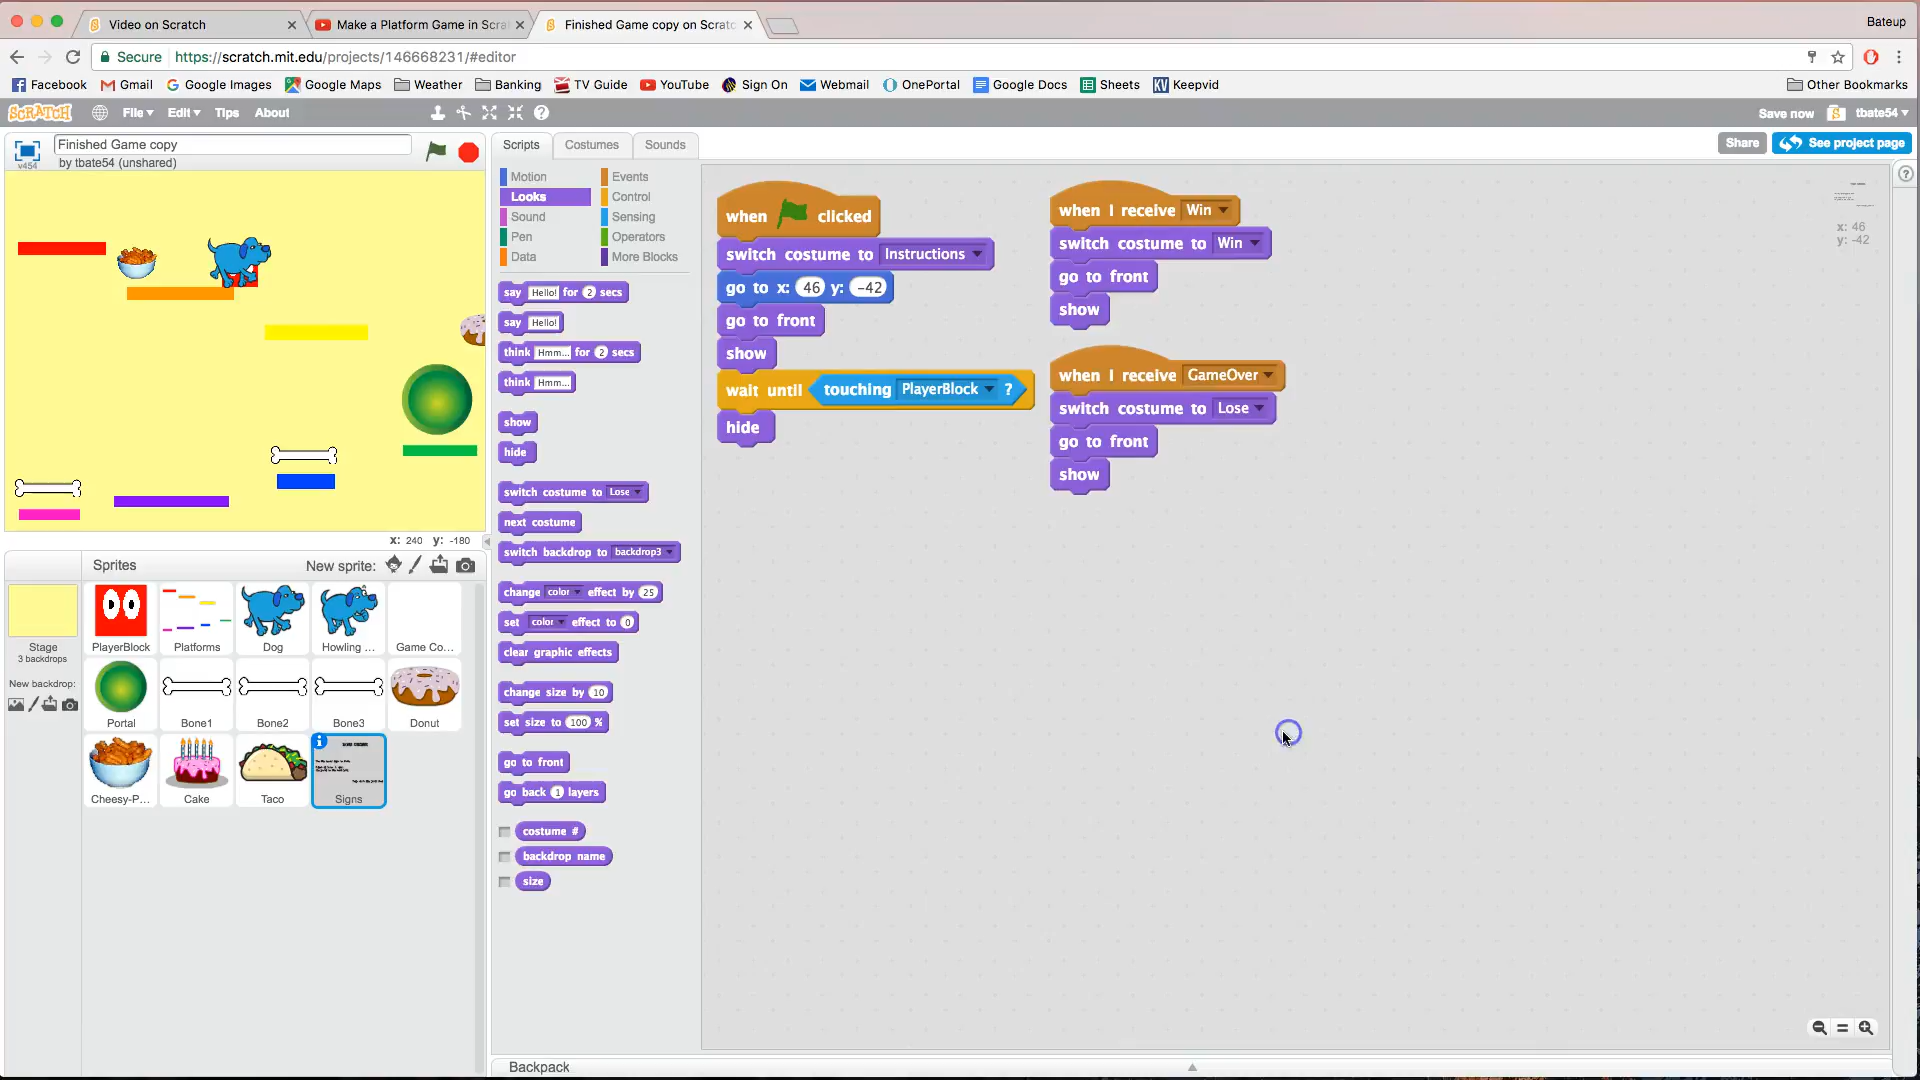 Video on Scratch
Make a Platform Game in Scra
Finished Game copy on Scratc
Bateup
Secure https://scratch.mit.edu/projects/146668231/#editor
Facebook Gmail Google Images Google Maps Weather Banking TV Guide YouTube Sign On Webmail OnePortal Google Docs Sheets KV Keepvid Other Bookmarks
SCRATCH File Edit Tips About Save now tbate54
Finished Game copy
by tbate54 (unshared)
v454
Scripts Costumes Sounds
Share See project page
Motion Events
Looks Control
Sound Sensing
Pen Operators
Data More Blocks
say Hello! for 2 secs
say Hello!
think Hmm... for 2 secs
think Hmm...
show
hide
switch costume to Lose
next costume
switch backdrop to backdrop3
change color effect by 25
set color effect to 0
clear graphic effects
change size by 10
set size to 100 %
go to front
go back 1 layers
costume #
backdrop name
size
when clicked
switch costume to Instructions
go to x: 46 y: -42
go to front
show
wait until touching PlayerBlock ?
hide
when I receive Win
switch costume to Win
go to front
show
when I receive GameOver
switch costume to Lose
go to front
show
x: 46
y: -42
x: 240 y: -180
Sprites New sprite:
Stage
3 backdrops
New backdrop:
PlayerBlock Platforms Dog Howling ... Game Co...
Portal Bone1 Bone2 Bone3 Donut
Cheesy-P... Cake Taco Signs
Backpack